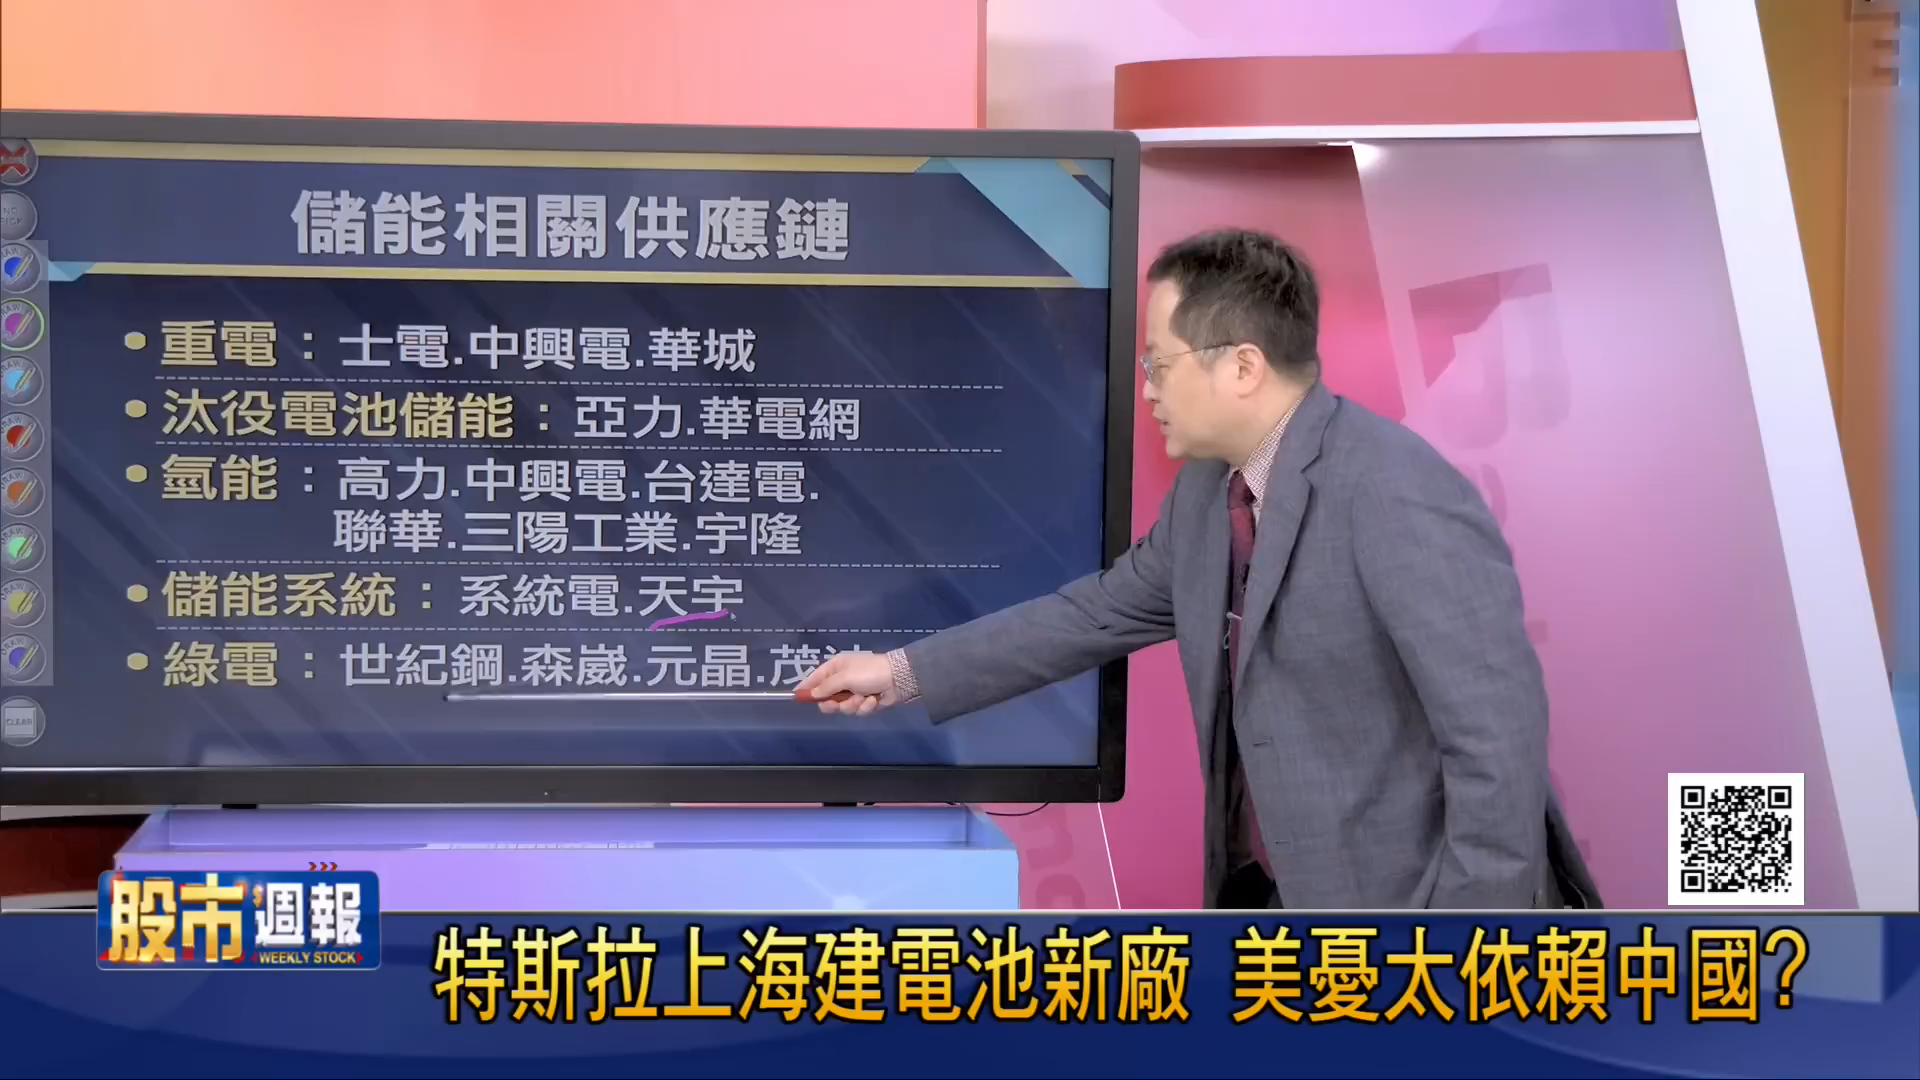 儲能相關供應鏈
• 重電：士電.中興電.華城
• 汰役電池儲能：亞力.華電網
• 氫能：高力.中興電.台達電.
聯華.三陽工業.宇隆
• 儲能系統：系統電.天宇
• 綠電：世紀鋼.森崴.元晶.茂
CLEAR
股市週報
WEEKLY STOCK
特斯拉上海建電池新廠 美憂太依賴中國?